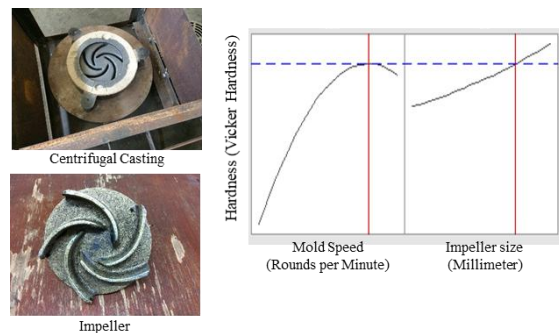 Centrifugal Casting
Impeller
Hardness (Vicker Hardness)
Mold Speed
(Rounds per Minute)
Impeller size
(Millimeter)